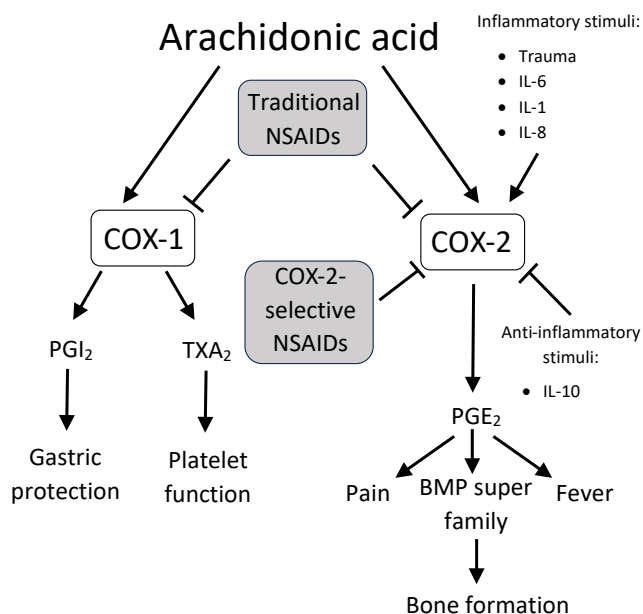 Arachidonic acid
Inflammatory stimuli:
• Trauma
• IL-6
• IL-1
• IL-8
Traditional
NSAIDs
COX-1
COX-2
COX-2-
selective
NSAIDs
Anti-inflammatory
stimuli:
• IL-10
PGI₂
TXA₂
PGE₂
Gastric
protection
Platelet
function
Pain
BMP super
family
Fever
Bone formation